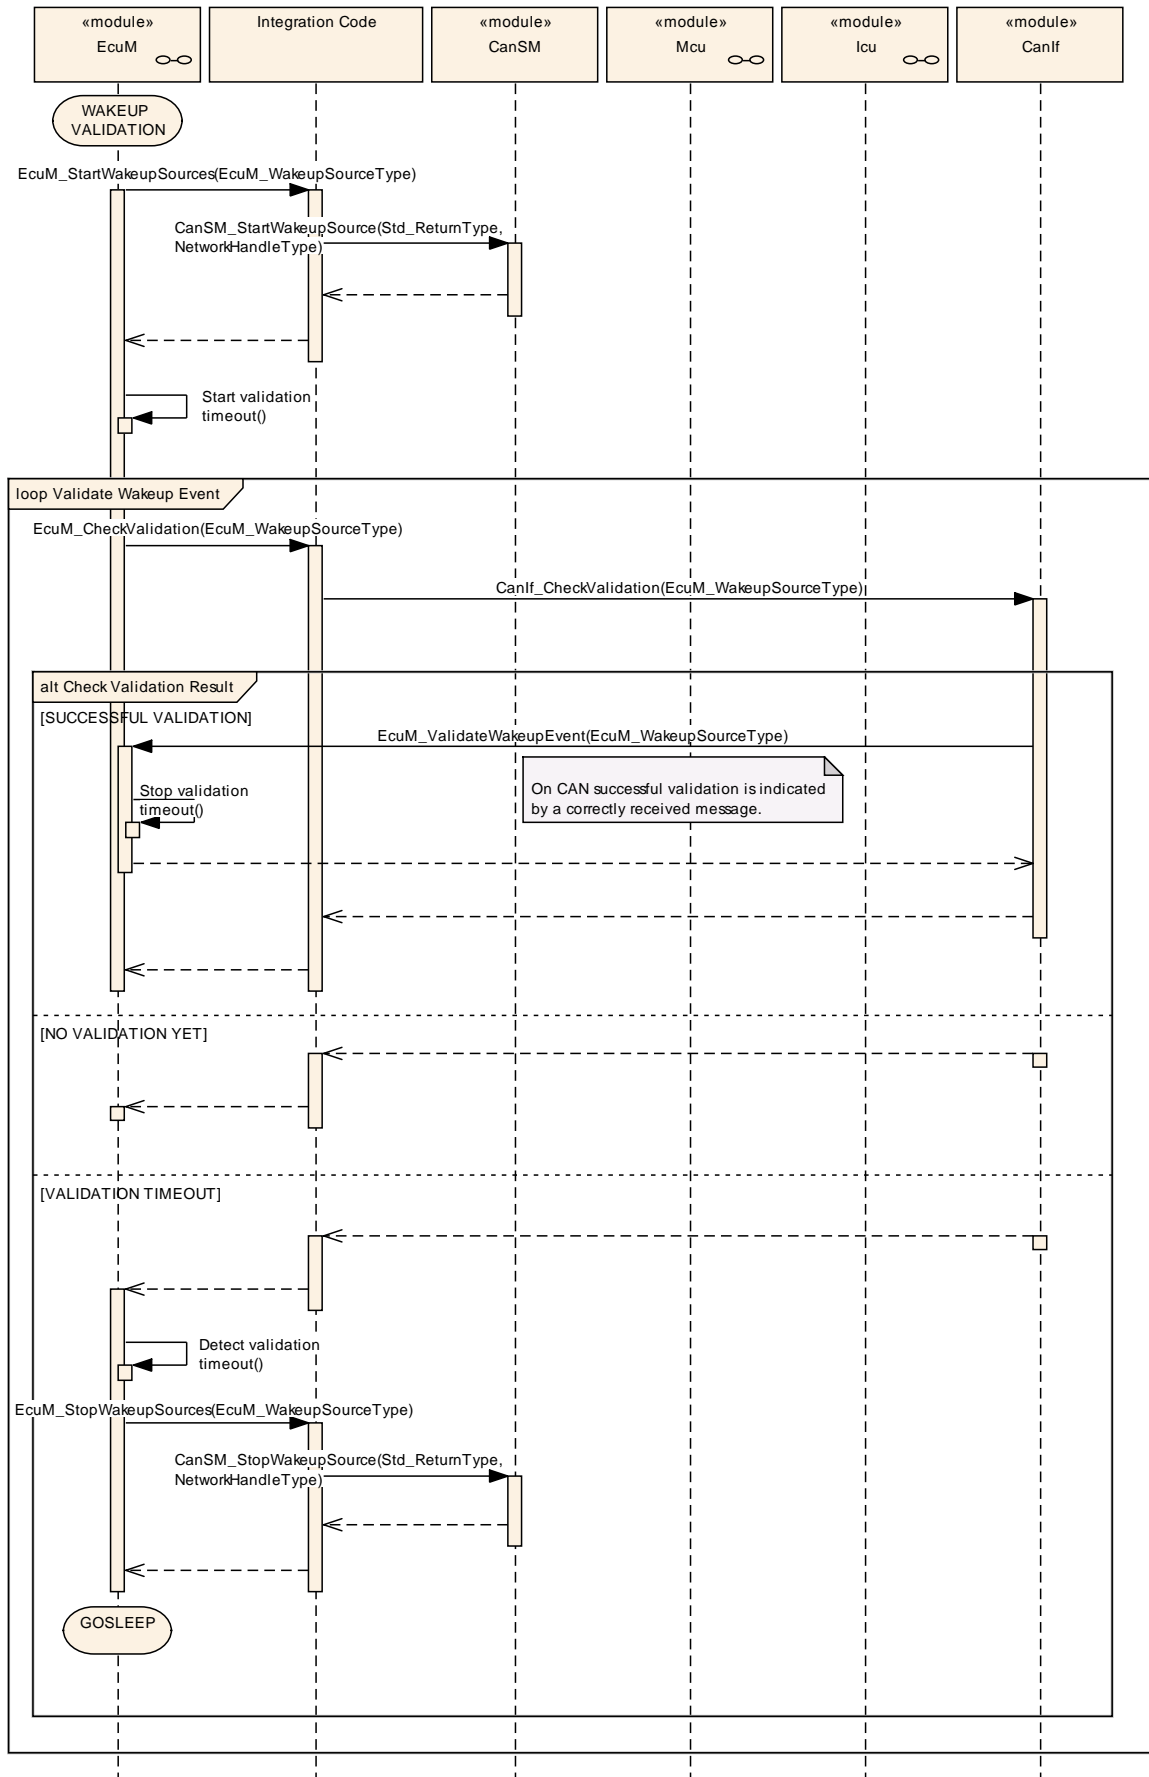 «module»
EcuM
Integration Code
«module»
CanSM
«module»
Mcu
«module»
Icu
«module»
CanIf
WAKEUP
VALIDATION
EcuM_StartWakeupSources(EcuM_WakeupSourceType)
CanSM_StartWakeupSource(Std_ReturnType,
NetworkHandleType)
Start validation
timeout()
loop Validate Wakeup Event
EcuM_CheckValidation(EcuM_WakeupSourceType)
CanIf_CheckValidation(EcuM_WakeupSourceType)
alt Check Validation Result
[SUCCESSFUL VALIDATION]
EcuM_ValidateWakeupEvent(EcuM_WakeupSourceType)
On CAN successful validation is indicated
by a correctly received message.
Stop validation
timeout()
[NO VALIDATION YET]
[VALIDATION TIMEOUT]
Detect validation
timeout()
EcuM_StopWakeupSources(EcuM_WakeupSourceType)
CanSM_StopWakeupSource(Std_ReturnType,
NetworkHandleType)
GOSLEEP